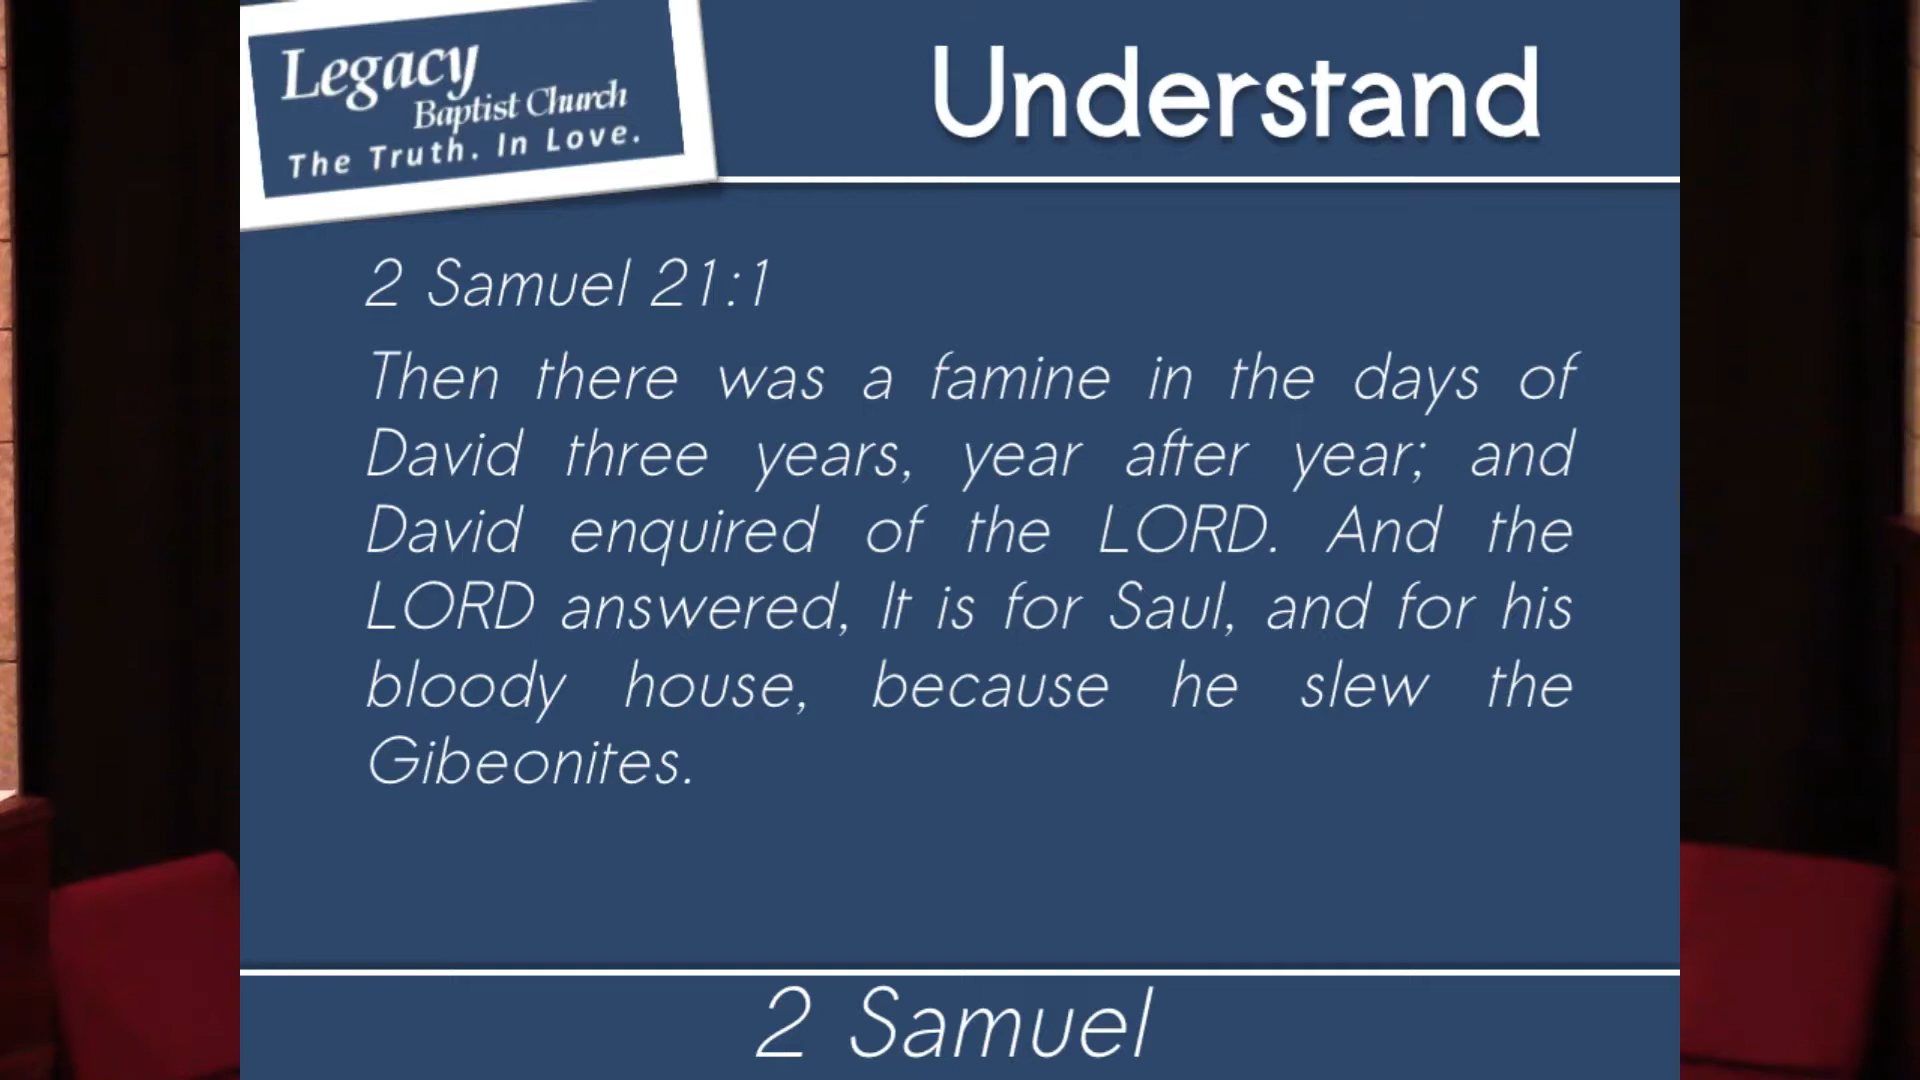 Legacy
Baptist Church
The Truth. In Love.
Understand
2 Samuel 21:1
Then there was a famine in the days of
David three years, year after year; and
David enquired of the LORD. And the
LORD answered, It is for Saul, and for his
bloody house, because he slew the
Gibeonites.
2 Samuel